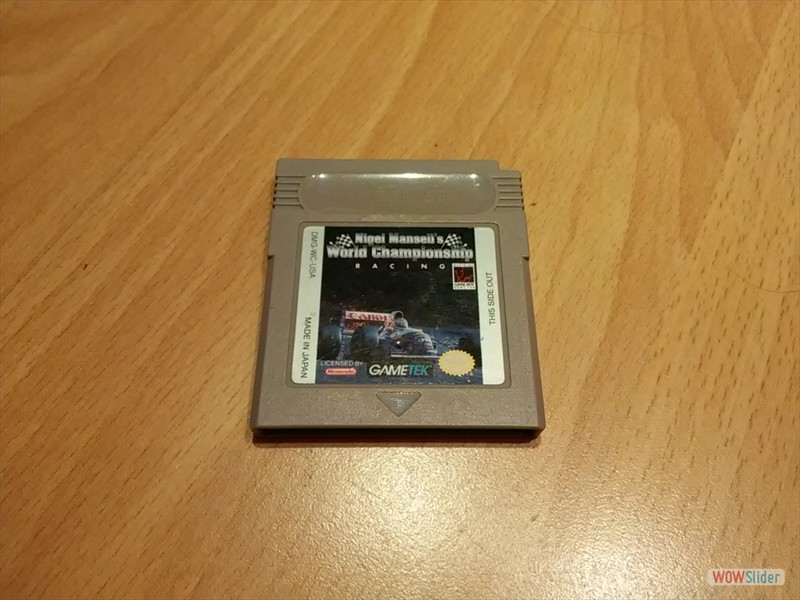 Nigel Mansell's
World Championship
RACING
DMG-WC-USA
MADE IN JAPAN
THIS SIDE OUT
Canon
LICENSED BY
Nintendo
GAMETEK
WOWSlider